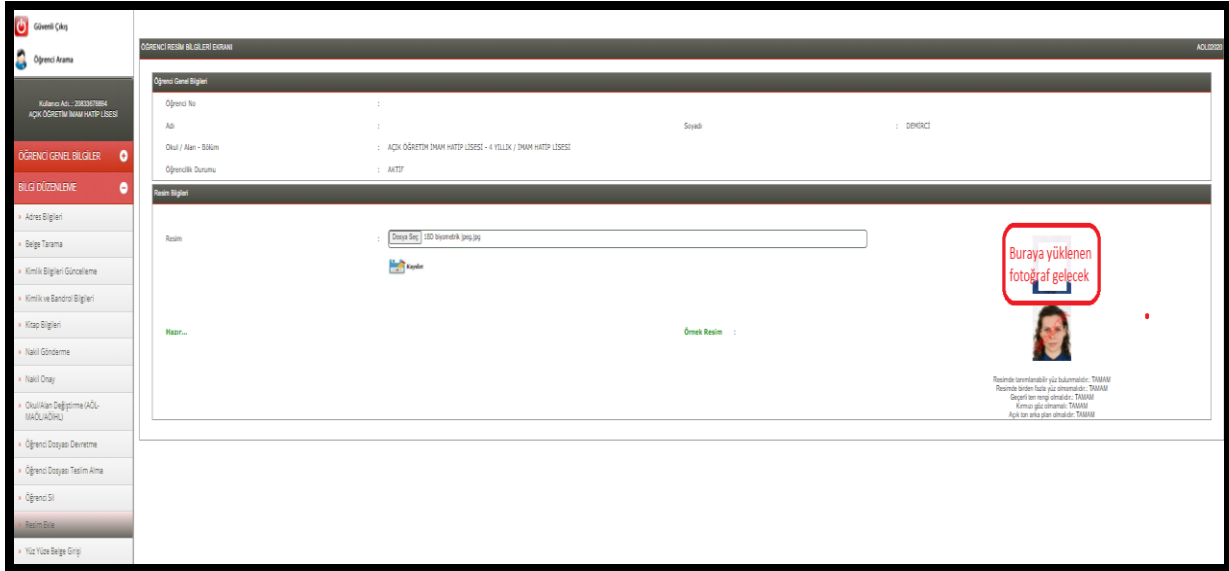 Güvenli Çıkış
Öğrenci Arama
Kullanıcı Adı.: 20833678864
AÇIK ÖĞRETİM İMAM HATİP LİSESİ
ÖĞRENCİ GENEL BİLGİLER
BİLGİ DÜZENLEME
Adres Bilgileri
Belge Tarama
Kimlik Bilgileri Güncelleme
Kimlik ve Bandrol Bilgileri
Kitap Bilgileri
Nakil Gönderme
Nakil Onay
Okul/Alan Değiştirme (AÖL-
MAÖL/AÖİHL)
Öğrenci Dosyası Devretme
Öğrenci Dosyası Teslim Alma
Öğrenci Sil
Resim Ekle
Yüz Yüze Belge Girişi
ÖĞRENCİ RESİM BİLGİLERİ EKRANI AOL02020
Öğrenci Genel Bilgileri
Öğrenci No :
Adı : Soyadı : DEMİRCİ
Okul / Alan - Bölüm : AÇIK ÖĞRETİM İMAM HATİP LİSESİ - 4 YILLIK / İMAM HATİP LİSESİ
Öğrencilik Durumu : AKTİF
Resim Bilgileri
Resim : Dosya Seç ISO biyometrik jpeg.jpg
Kaydet
Buraya yüklenen
fotoğraf gelecek
Hazır... Örnek Resim :
Resimde tanımlanabilir yüz bulunmalıdır.: TAMAM
Resimde birden fazla yüz olmamalıdır.: TAMAM
Geçerli ten rengi olmalıdır.: TAMAM
Kırmızı göz olmamalı: TAMAM
Açık ton arka plan olmalıdır: TAMAM